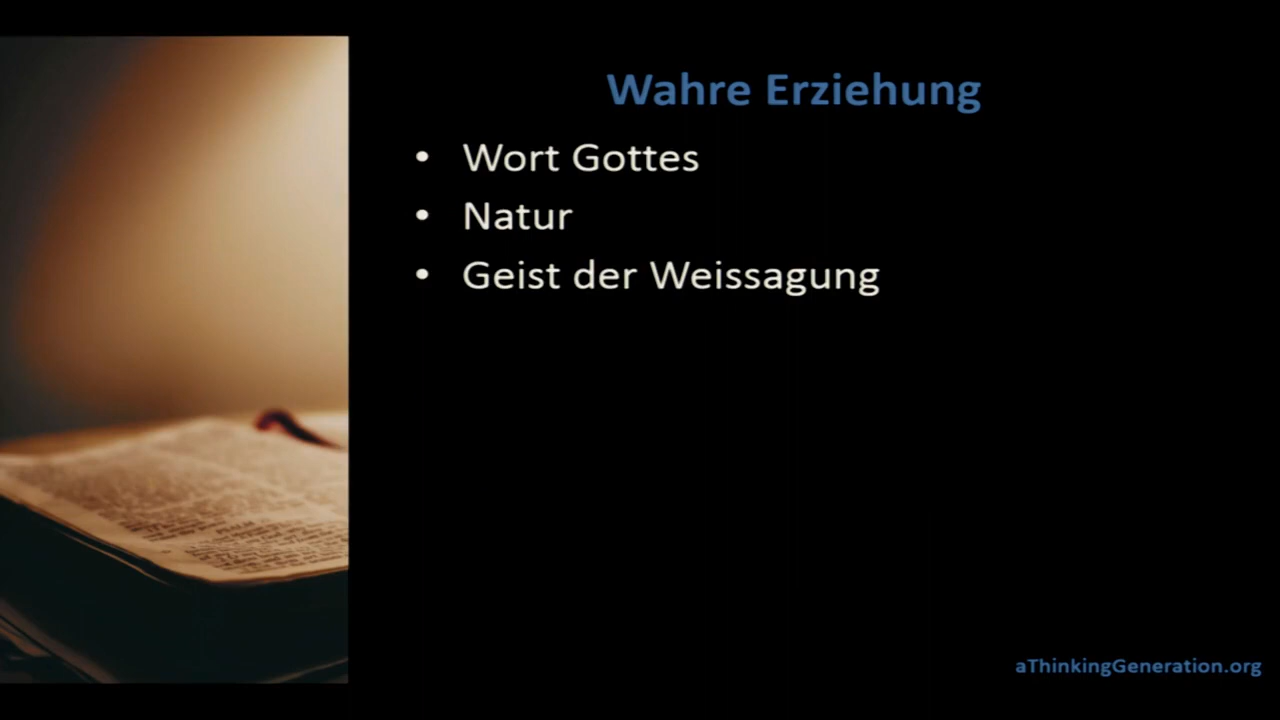 Wahre Erziehung
• Wort Gottes
• Natur
• Geist der Weissagung
aThinkingGeneration.org